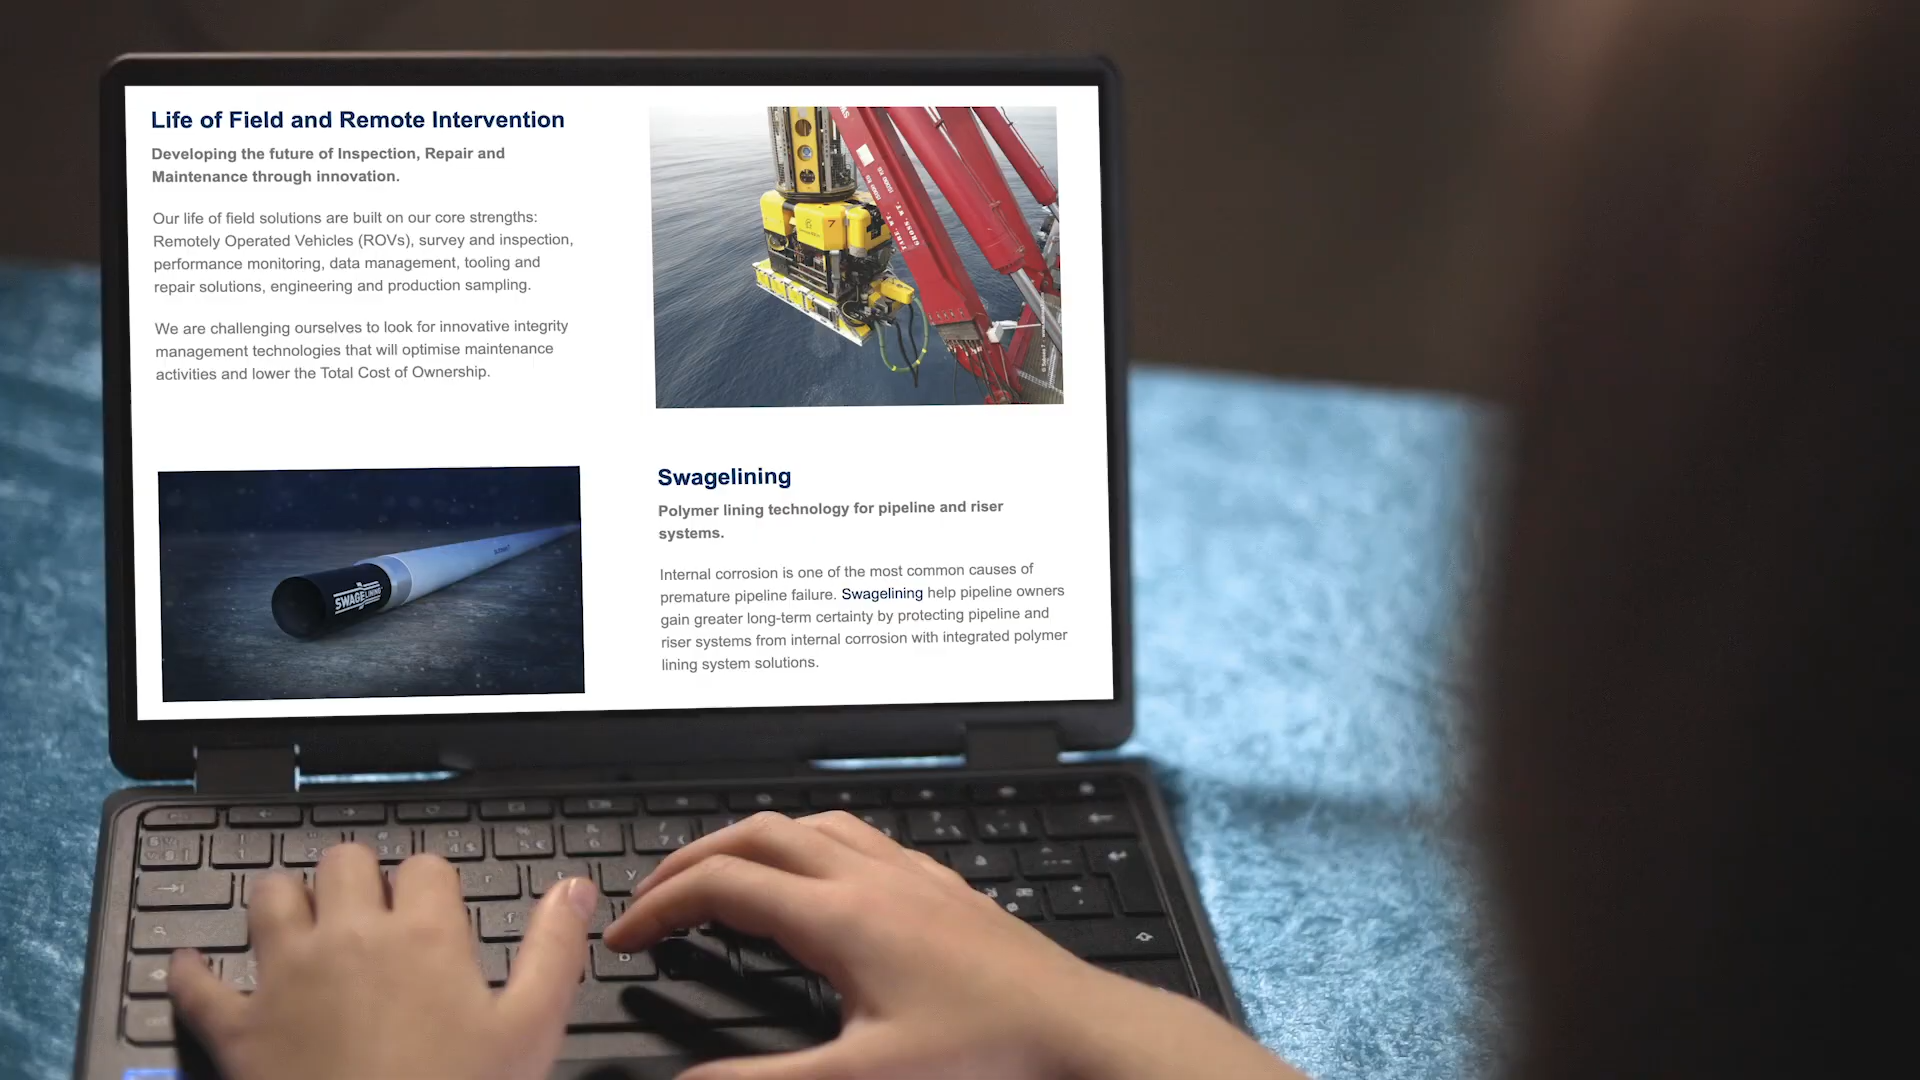 Life of Field and Remote Intervention
Developing the future of Inspection, Repair and
Maintenance through innovation.
Our life of field solutions are built on our core strengths:
Remotely Operated Vehicles (ROVs), survey and inspection,
performance monitoring, data management, tooling and
repair solutions, engineering and production sampling.
We are challenging ourselves to look for innovative integrity
management technologies that will optimise maintenance
activities and lower the Total Cost of Ownership.
7
GROSS. WT.
TARE. WT.
SWAGELINING
Swagelining
Polymer lining technology for pipeline and riser
systems.
Internal corrosion is one of the most common causes of
premature pipeline failure. Swagelining help pipeline owners
gain greater long-term certainty by protecting pipeline and
riser systems from internal corrosion with integrated polymer
lining system solutions.